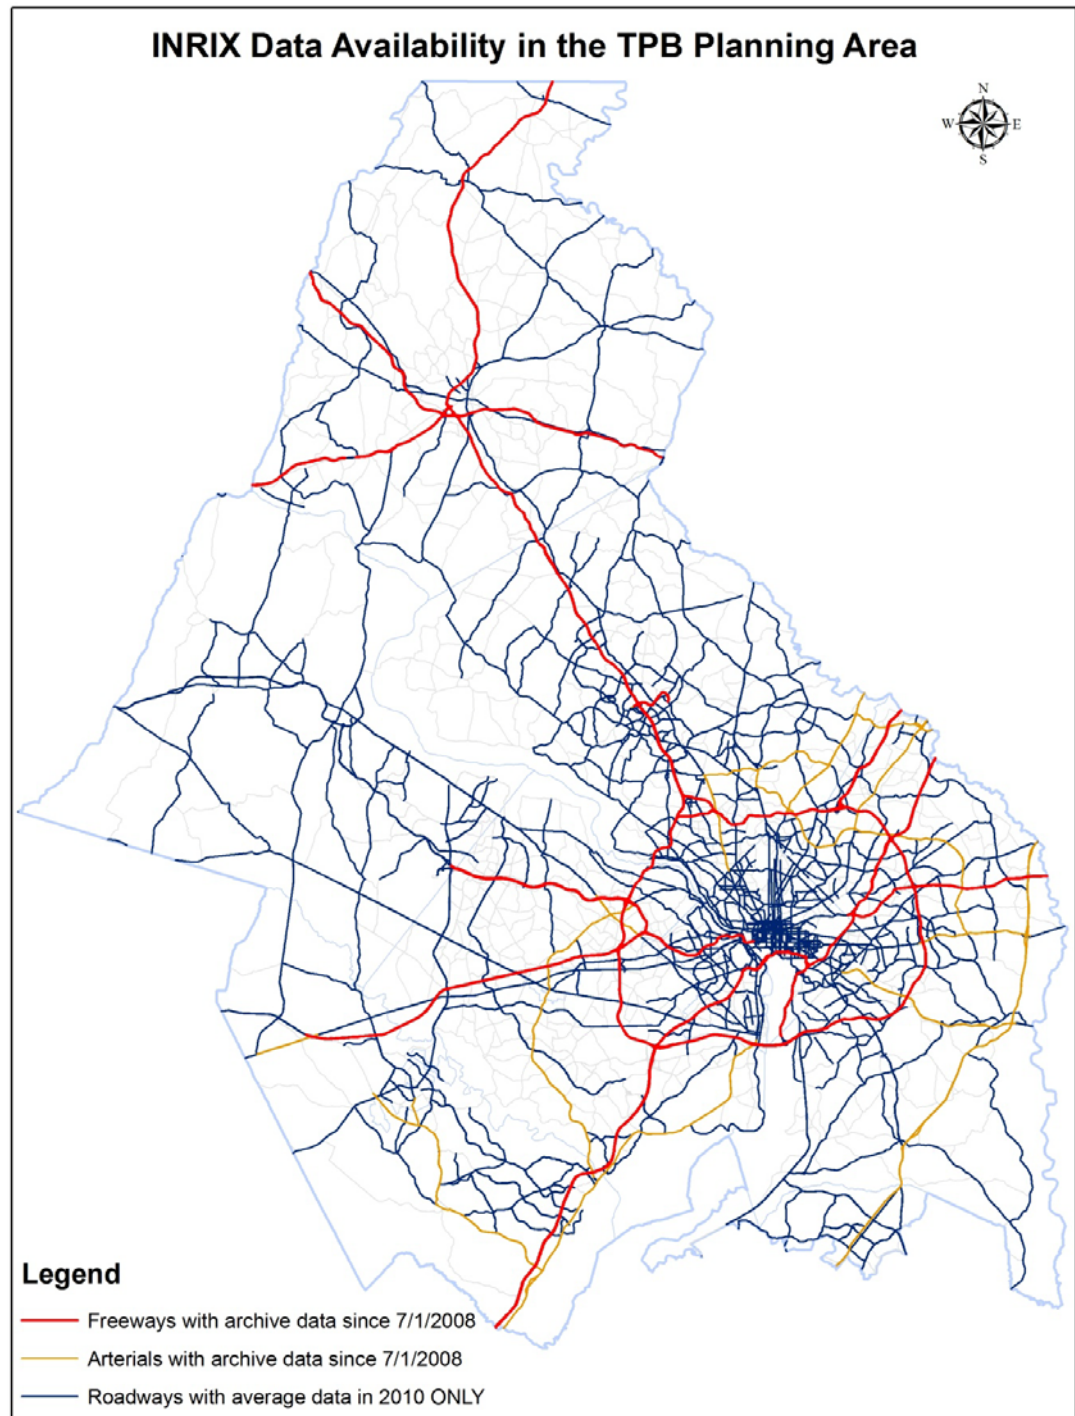 INRIX Data Availability in the TPB Planning Area
N
W E
S
Legend
Freeways with archive data since 7/1/2008
Arterials with archive data since 7/1/2008
Roadways with average data in 2010 ONLY